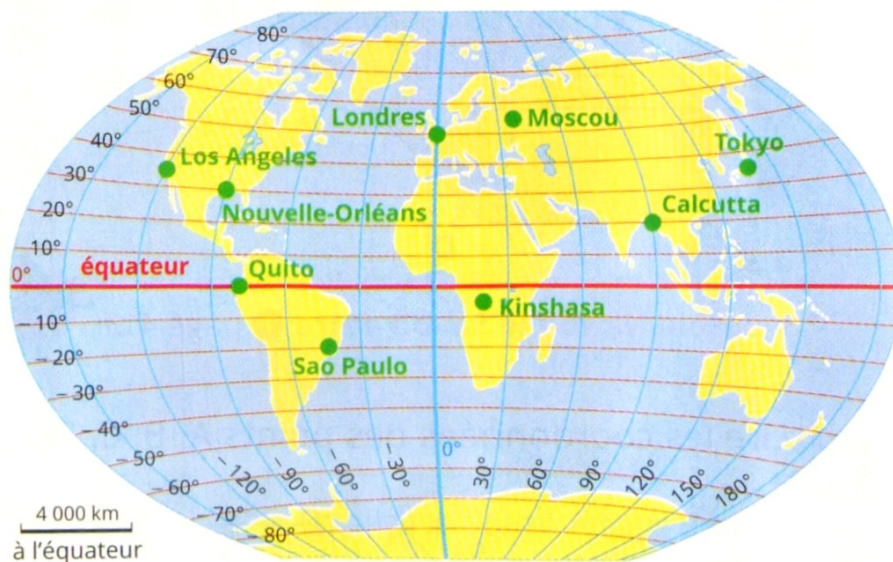 80°
70°
60°
50°
40°
30°
20°
10°
0°
−10°
−20°
−30°
−40°
−50°
−60°
−70°
−80°
Londres
Moscou
Tokyo
Los Angeles
Nouvelle-Orléans
Calcutta
équateur
Quito
Kinshasa
Sao Paulo
0°
−120°
−90°
−60°
−30°
30°
60°
90°
120°
150°
180°
4 000 km
à l'équateur